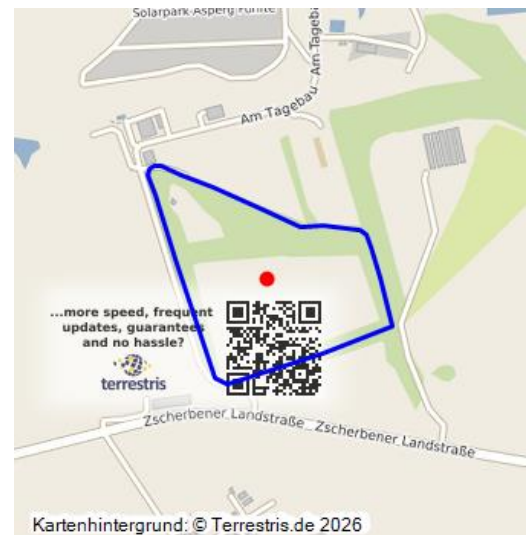 Solarpark Asperg Fünfte
Am Tagebau
Am Tagebau
...more speed, frequent
updates, guarantees
and no hassle?
terrestris
Zscherbener Landstraße
Zscherbener Landstraße
Kartenhintergrund: © Terrestris.de 2026